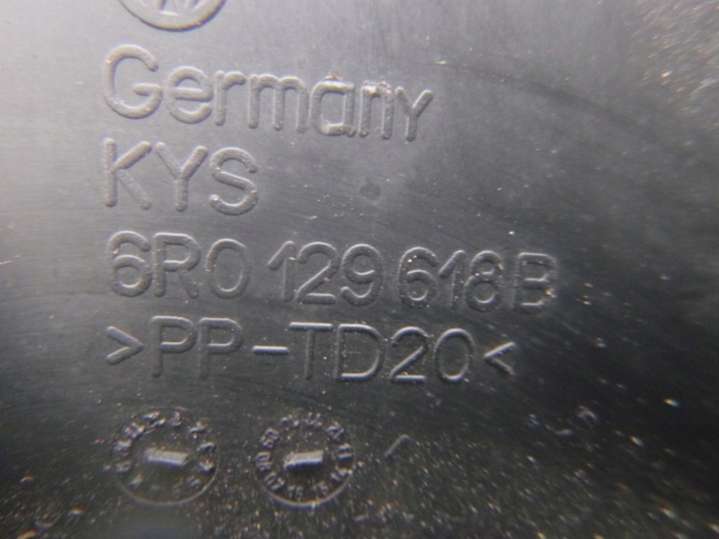 Germany
KYS
6R0 129 618 B
>PP-TD20<